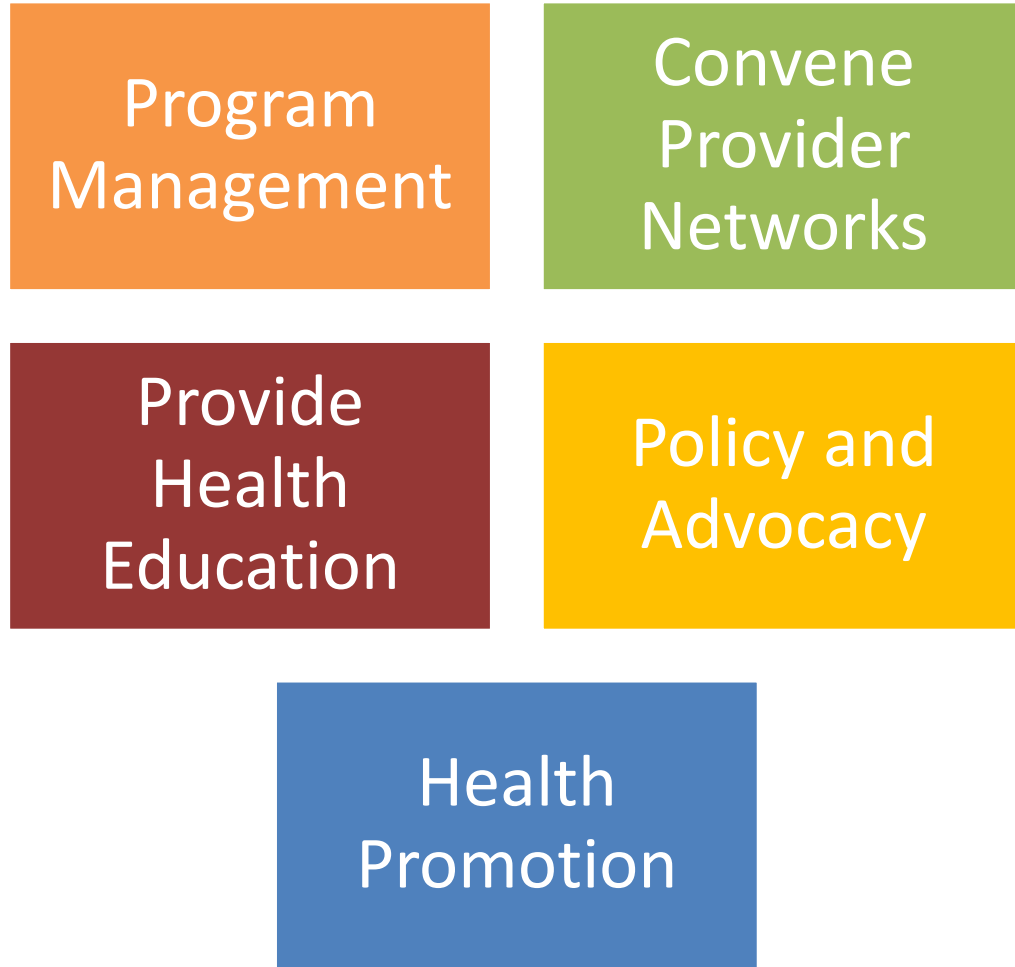 Program
Management
Convene
Provider
Networks
Provide
Health
Education
Policy and
Advocacy
Health
Promotion